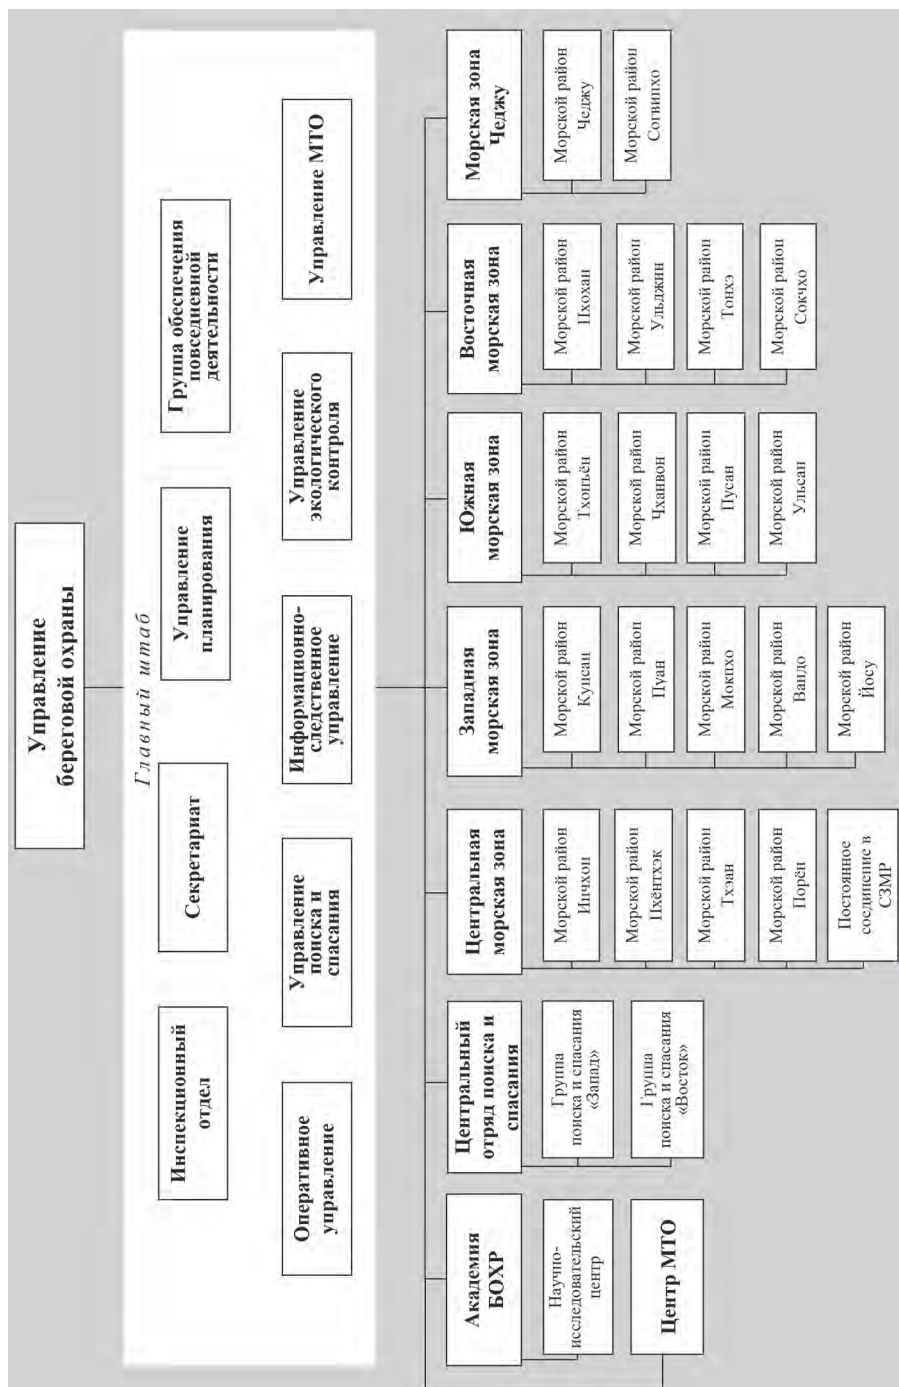 Управление
береговой охраны
Главный штаб
Инспекционный
отдел
Секретариат
Управление
планирования
Группа обеспечения
повседневной
деятельности
Оперативное
управление
Управление
поиска и
спасания
Информационно-
следственное
управление
Управление
экологического
контроля
Управление МТО
Академия
БОХР
Научно-
исследовательский
центр
Центр МТО
Центральный
отряд поиска и
спасания
Группа
поиска и спасания
«Запад»
Группа
поиска и спасания
«Восток»
Центральная
морская зона
Морской район
Инчхон
Морской район
Пхёнтхэк
Морской район
Тхэан
Морской район
Порён
Постоянное
соединение в
СЗМР
Западная
морская зона
Морской район
Кунсан
Морской район
Пуан
Морской район
Мокпхо
Морской район
Вандо
Морской район
Йосу
Южная
морская зона
Морской район
Тхонъён
Морской район
Чханвон
Морской район
Пусан
Морской район
Ульсан
Восточная
морская зона
Морской район
Пхохан
Морской район
Ульджин
Морской район
Тонхэ
Морской район
Сокчхо
Морская зона
Чеджу
Морской район
Чеджу
Морской район
Согвипхо